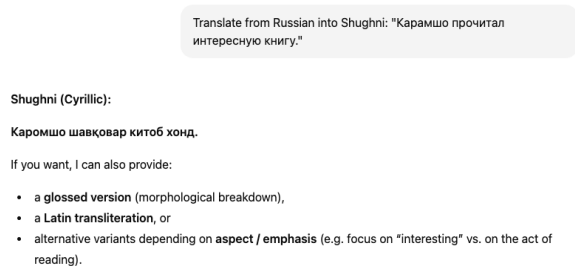 Translate from Russian into Shughni: "Карамшо прочитал
интересную книгу."
Shughni (Cyrillic):
Каромшо шавқовар китоб хонд.
If you want, I can also provide:
• a glossed version (morphological breakdown),
• a Latin transliteration, or
• alternative variants depending on aspect / emphasis (e.g. focus on “interesting” vs. on the act of
reading).